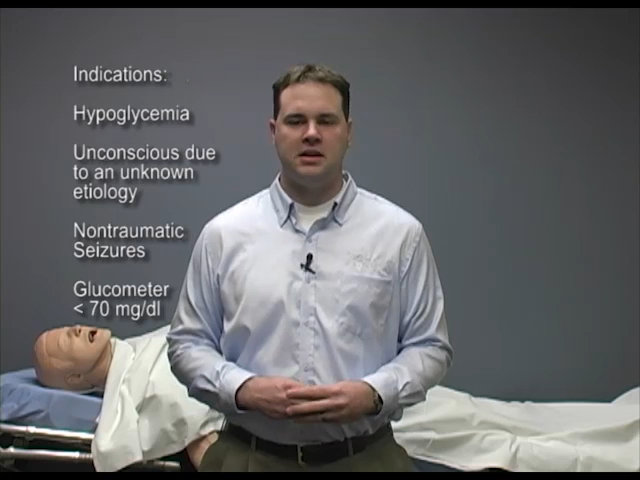 Indications:
Hypoglycemia
Unconscious due
to an unknown
etiology
Nontraumatic
Seizures
Glucometer
< 70 mg/dl